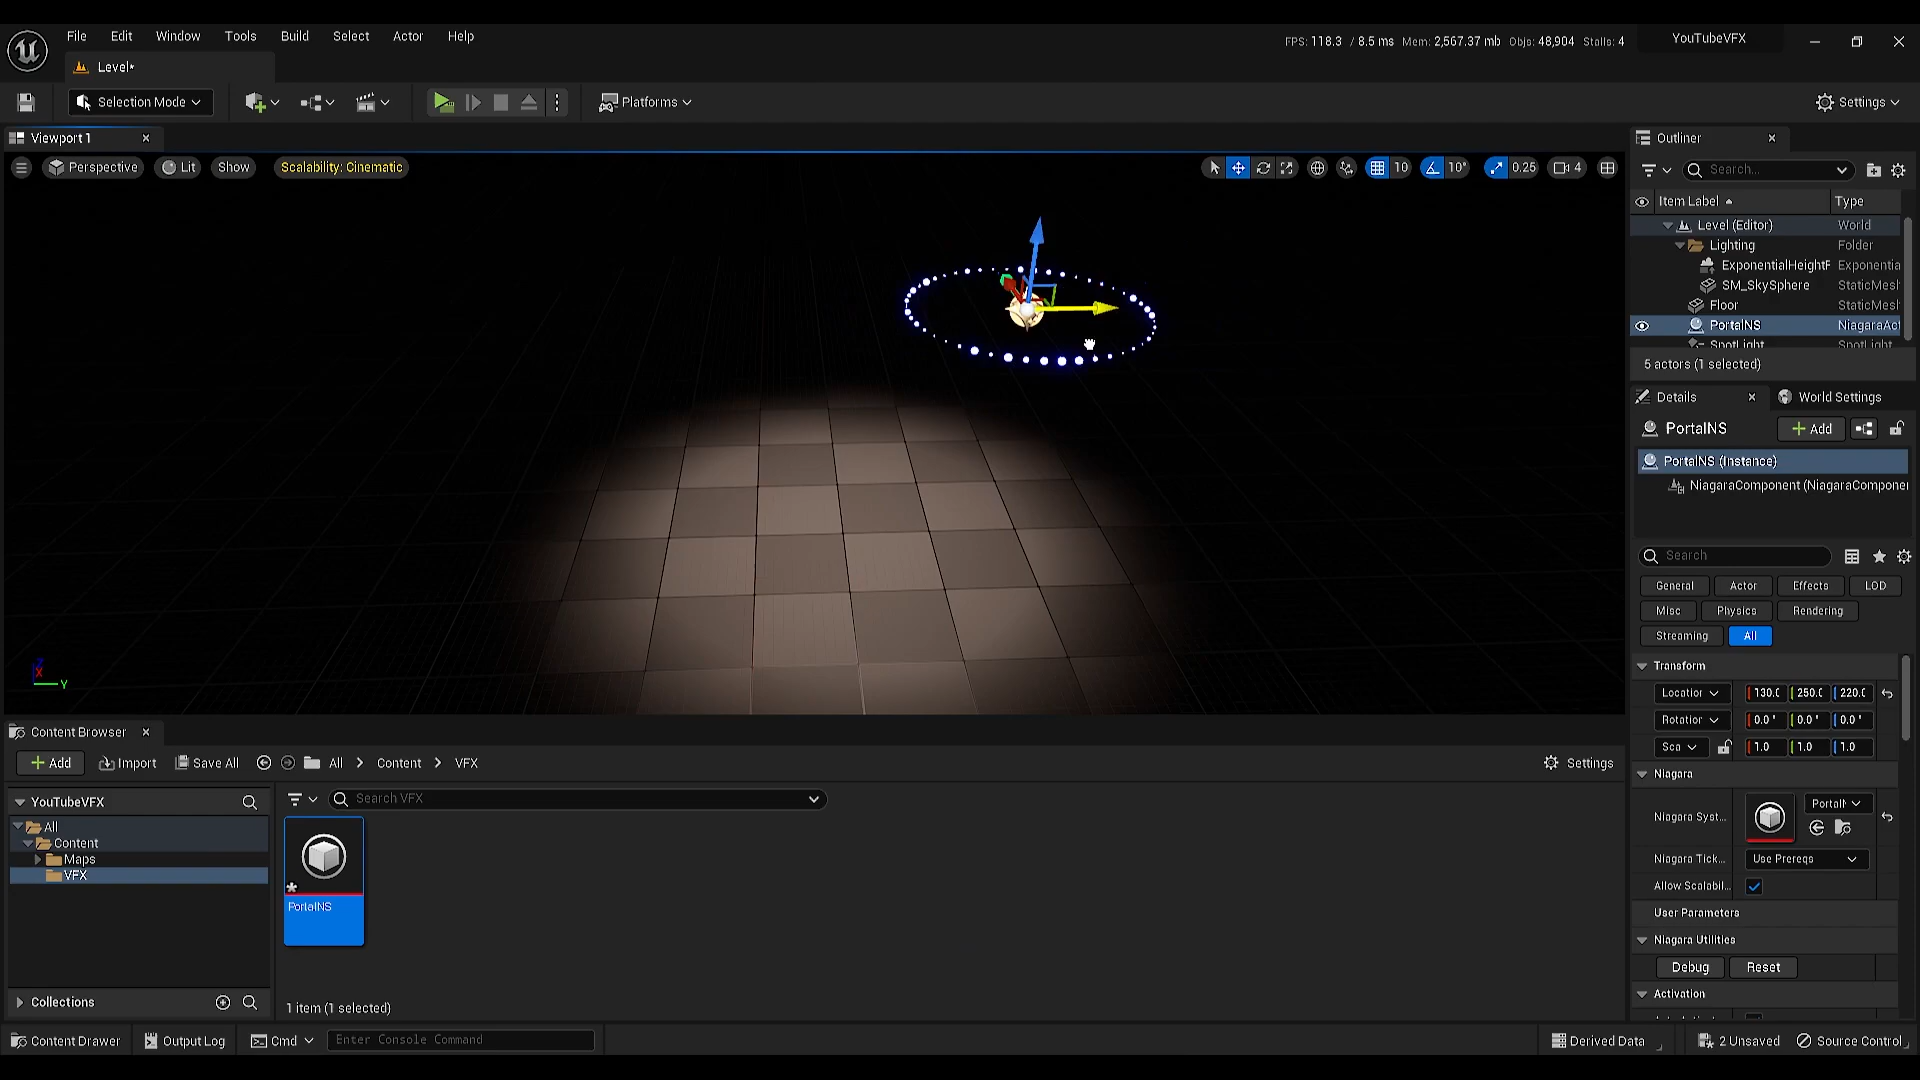 File Edit Window Tools Build Select Actor Help
FPS: 118.3 / 8.5 ms Mem: 2,567.37 mb Objs: 48,904 Stalls: 4
YouTubeVFX
Level*
Selection Mode
Platforms
Settings
Viewport 1
Perspective Lit Show Scalability: Cinematic
10 10° 0.25 4
Outliner
Search...
Item Label Type
Level (Editor) World
Lighting Folder
ExponentialHeightF Exponentia
SM_SkySphere StaticMesh
Floor StaticMesh
PortalNS NiagaraAct
SpotLight SpotLight
5 actors (1 selected)
Details World Settings
PortalNS Add
PortalNS (Instance)
NiagaraComponent (NiagaraComponer
Search
General Actor Effects LOD
Misc Physics Rendering
Streaming All
Transform
Location 130.0 250.0 220.0
Rotation 0.0° 0.0° 0.0°
Sca 1.0 1.0 1.0
Niagara
Niagara Syst... PortalN
Niagara Tick... Use Prereqs
Allow Scalabil...
User Parameters
Niagara Utilities
Debug Reset
Activation
Z
X
Y
Content Browser
Add Import Save All All Content VFX
Settings
YouTubeVFX
Search VFX
All
Content
Maps
VFX
PortalNS
Collections
1 item (1 selected)
Content Drawer Output Log Cmd Enter Console Command
Derived Data 2 Unsaved Source Control